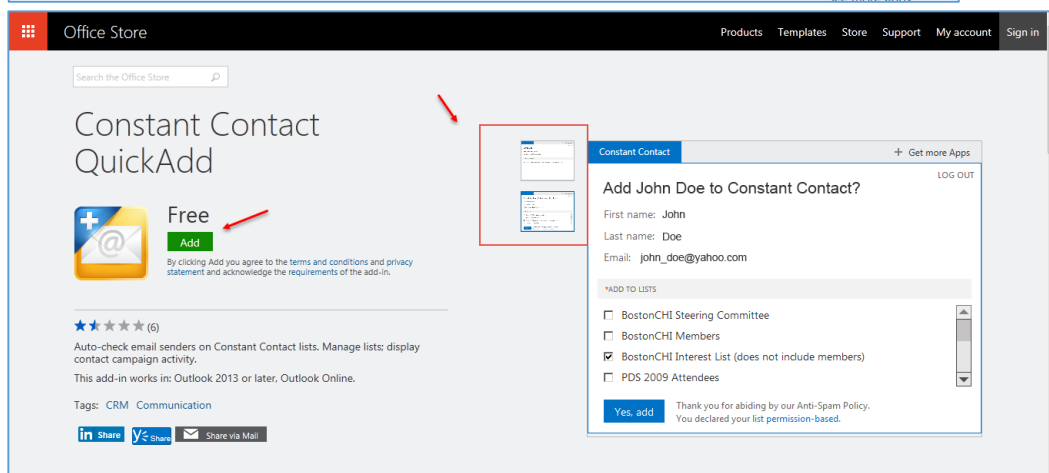 Office Store
Products Templates Store Support My account Sign in
Search the Office Store
Constant Contact
QuickAdd
Free
Add
By clicking Add you agree to the terms and conditions and privacy
statement and acknowledge the requirements of the add-in.
(6)
Auto-check email senders on Constant Contact lists. Manage lists; display
contact campaign activity.
This add-in works in: Outlook 2013 or later, Outlook Online.
Tags: CRM Communication
in Share Share Share via Mail
Constant Contact + Get more Apps
LOG OUT
Add John Doe to Constant Contact?
First name: John
Last name: Doe
Email: john_doe@yahoo.com
*ADD TO LISTS
BostonCHI Steering Committee
BostonCHI Members
BostonCHI Interest List (does not include members)
PDS 2009 Attendees
Yes, add
Thank you for abiding by our Anti-Spam Policy.
You declared your list permission-based.